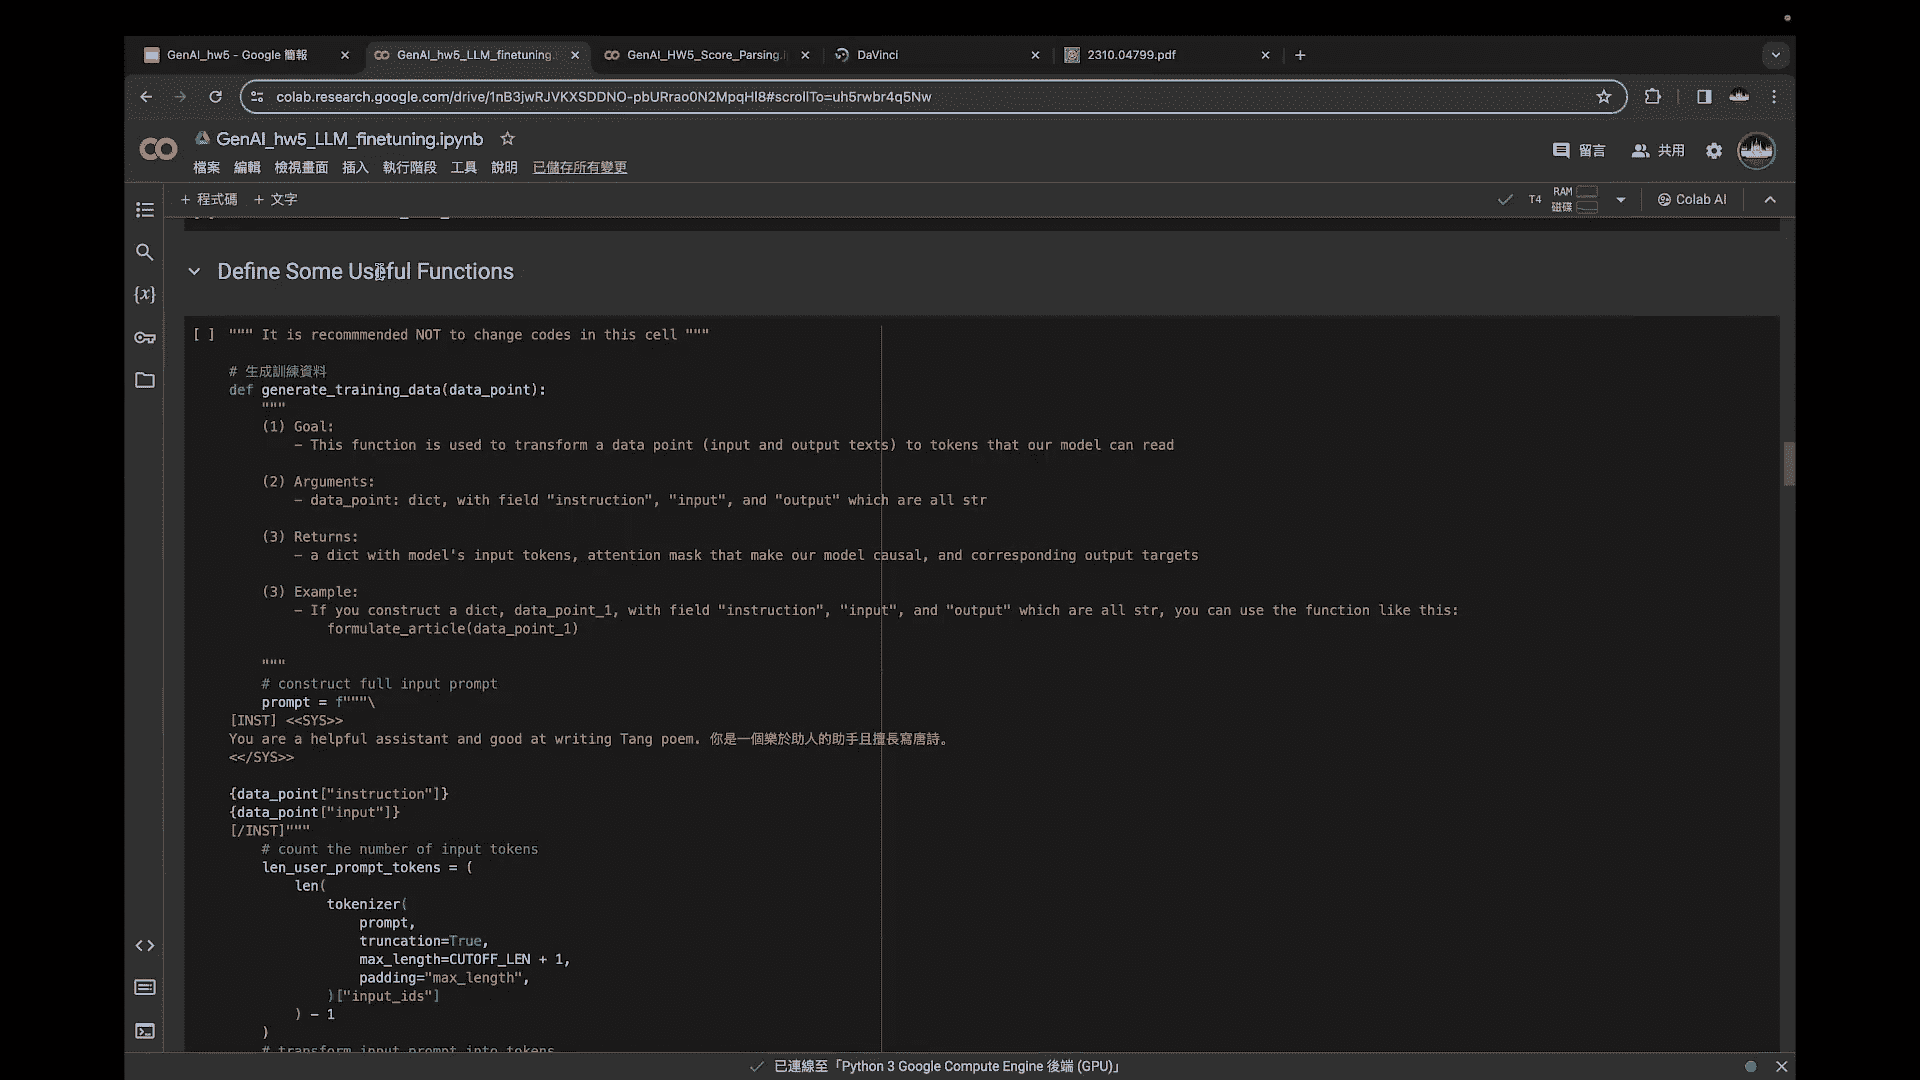 GenAI_hw5 - Google 簡報
GenAI_hw5_LLM_finetuning.
GenAI_HW5_Score_Parsing.i
DaVinci
2310.04799.pdf
colab.research.google.com/drive/1nB3jwRJVKXSDDNO-pbURrao0N2MpqHl8#scrollTo=uh5rwbr4q5Nw
GenAI_hw5_LLM_finetuning.ipynb
留言
共用
檔案 編輯 檢視畫面 插入 執行階段 工具 說明 已儲存所有變更
+ 程式碼 + 文字
T4
RAM
磁碟
Colab AI
Define Some Useful Functions
[ ] """ It is recommmended NOT to change codes in this cell """
# 生成訓練資料
def generate_training_data(data_point):
"""
(1) Goal:
- This function is used to transform a data point (input and output texts) to tokens that our model can read
(2) Arguments:
- data_point: dict, with field "instruction", "input", and "output" which are all str
(3) Returns:
- a dict with model's input tokens, attention mask that make our model causal, and corresponding output targets
(3) Example:
- If you construct a dict, data_point_1, with field "instruction", "input", and "output" which are all str, you can use the function like this:
formulate_article(data_point_1)
"""
# construct full input prompt
prompt = f"""\
[INST] <<SYS>>
You are a helpful assistant and good at writing Tang poem. 你是一個樂於助人的助手且擅長寫唐詩。
<</SYS>>
{data_point["instruction"]}
{data_point["input"]}
[/INST]"""
# count the number of input tokens
len_user_prompt_tokens = (
len(
tokenizer(
prompt,
truncation=True,
max_length=CUTOFF_LEN + 1,
padding="max_length",
)["input_ids"]
) - 1
)
# transform input prompt into tokens
已連線至「Python 3 Google Compute Engine 後端 (GPU)」